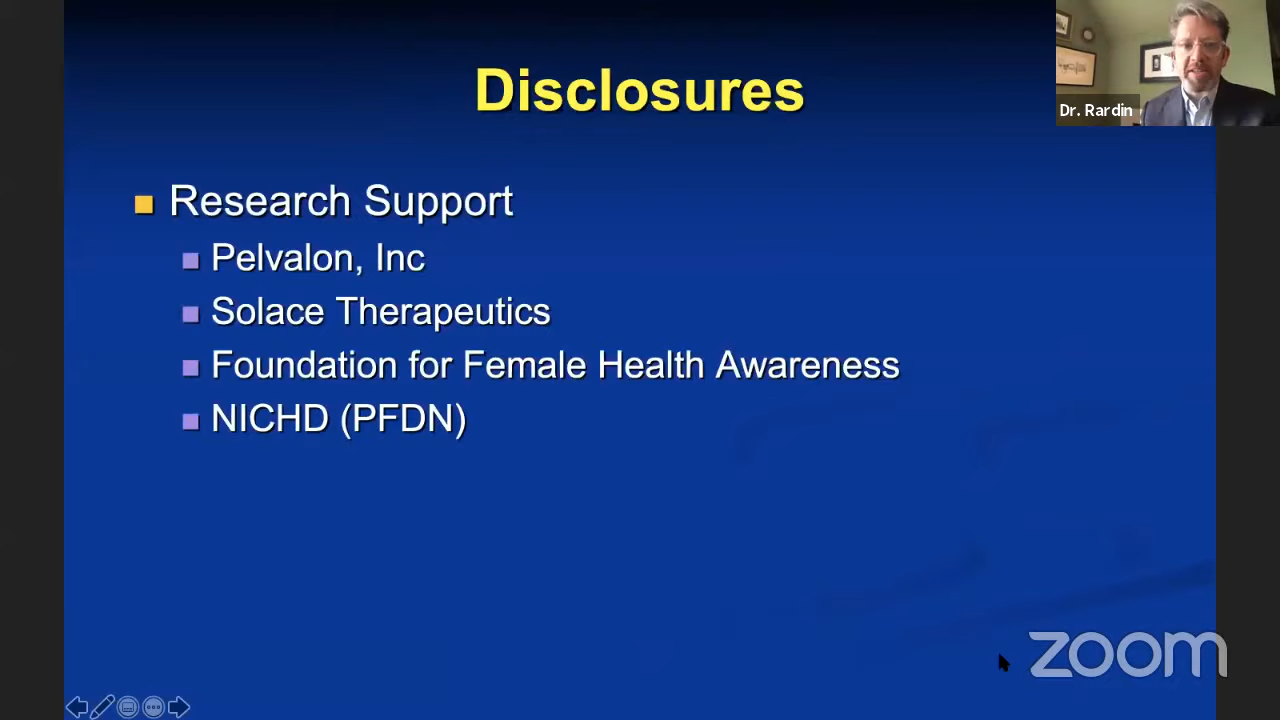 Disclosures
Dr. Rardin
Research Support
Pelvalon, Inc
Solace Therapeutics
Foundation for Female Health Awareness
NICHD (PFDN)
zoom